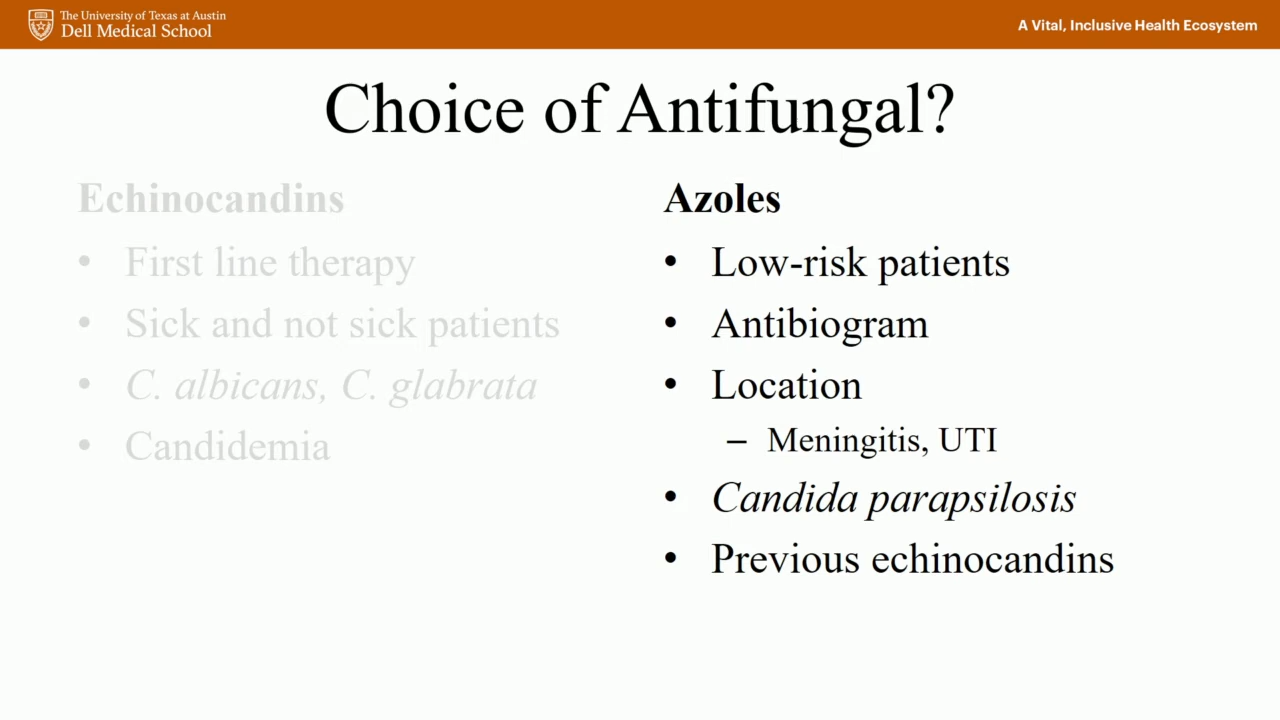 The University of Texas at Austin
Dell Medical School
A Vital, Inclusive Health Ecosystem
Choice of Antifungal?
Echinocandins
• First line therapy
• Sick and not sick patients
• C. albicans, C. glabrata
• Candidemia
Azoles
• Low-risk patients
• Antibiogram
• Location
– Meningitis, UTI
• Candida parapsilosis
• Previous echinocandins